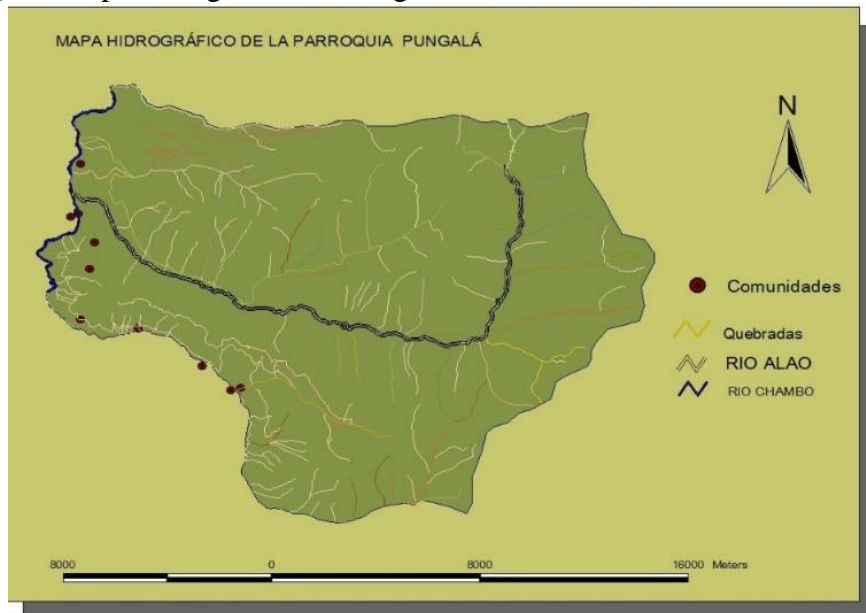 MAPA HIDROGRÁFICO DE LA PARROQUIA PUNGALÁ
N
Comunidades
Quebradas
RIO ALAO
RIO CHAMBO
8000 0 8000 16000 Meters